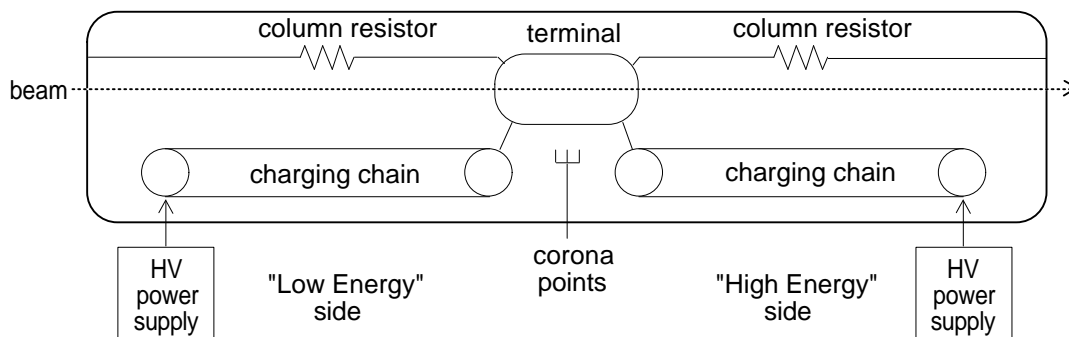 column resistor
terminal
column resistor
beam
charging chain
charging chain
HV
power
supply
"Low Energy"
side
corona
points
"High Energy"
side
HV
power
supply